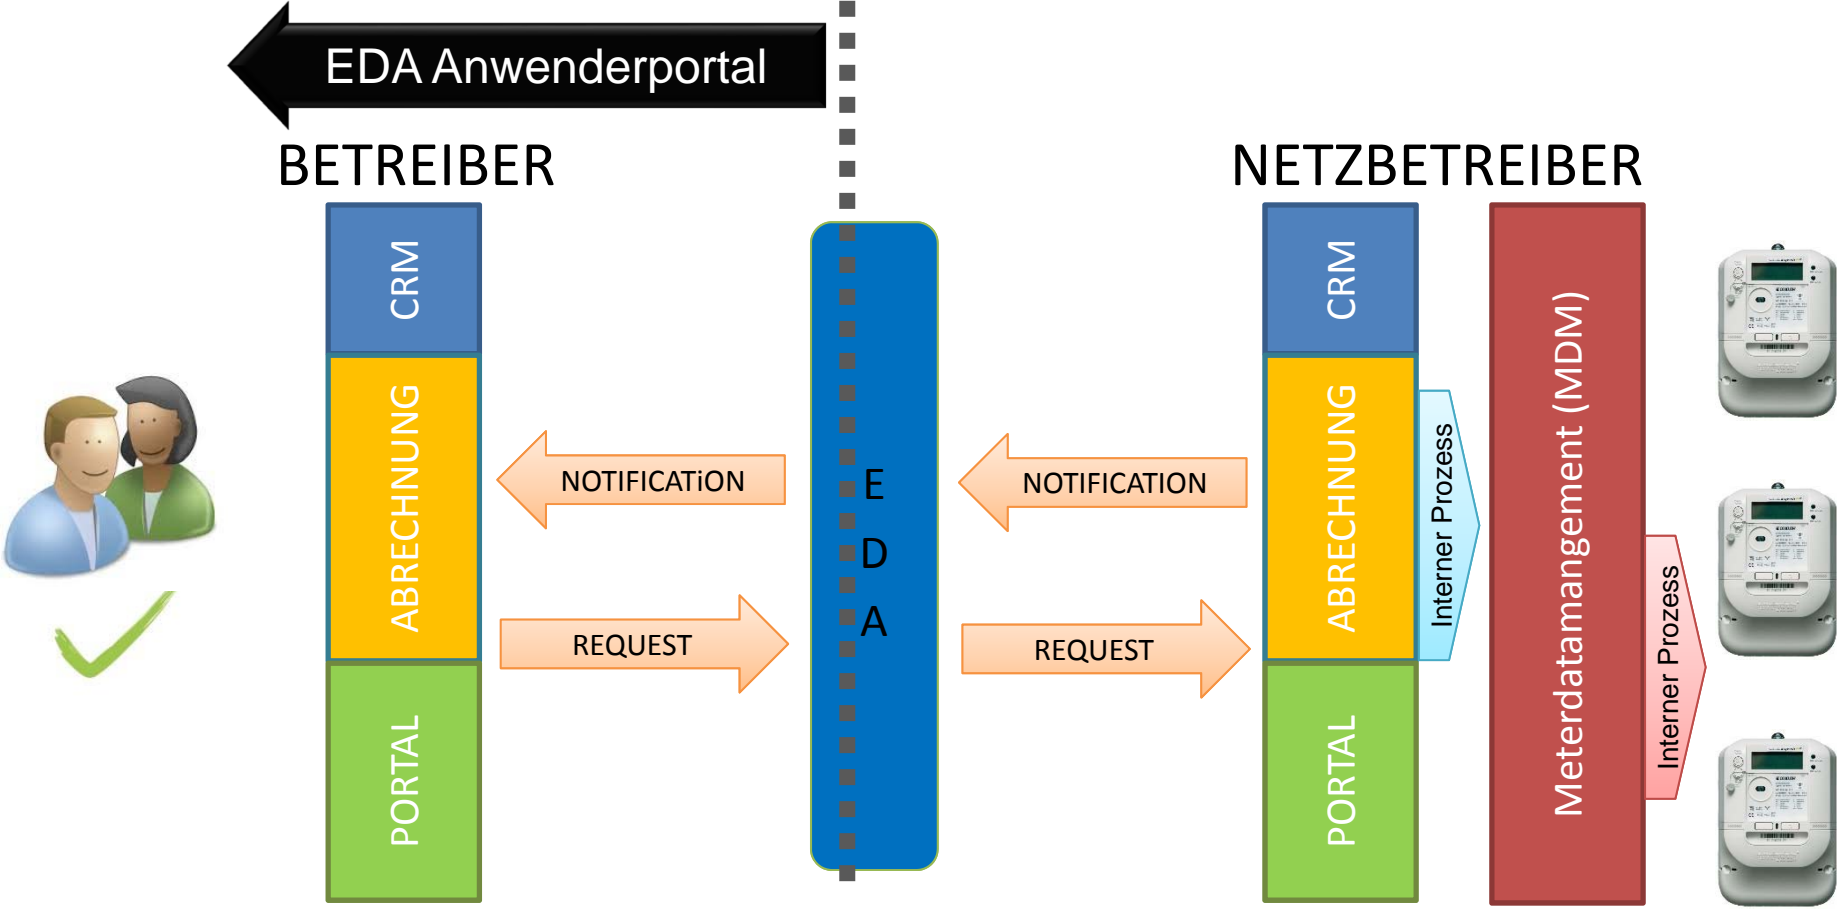 EDA Anwenderportal
BETREIBER
NETZBETREIBER
CRM
ABRECHNUNG
PORTAL
NOTIFICATiON
REQUEST
E
D
A
NOTIFICATION
REQUEST
CRM
ABRECHNUNG
PORTAL
Interner Prozess
Meterdatamangement (MDM)
Interner Prozess